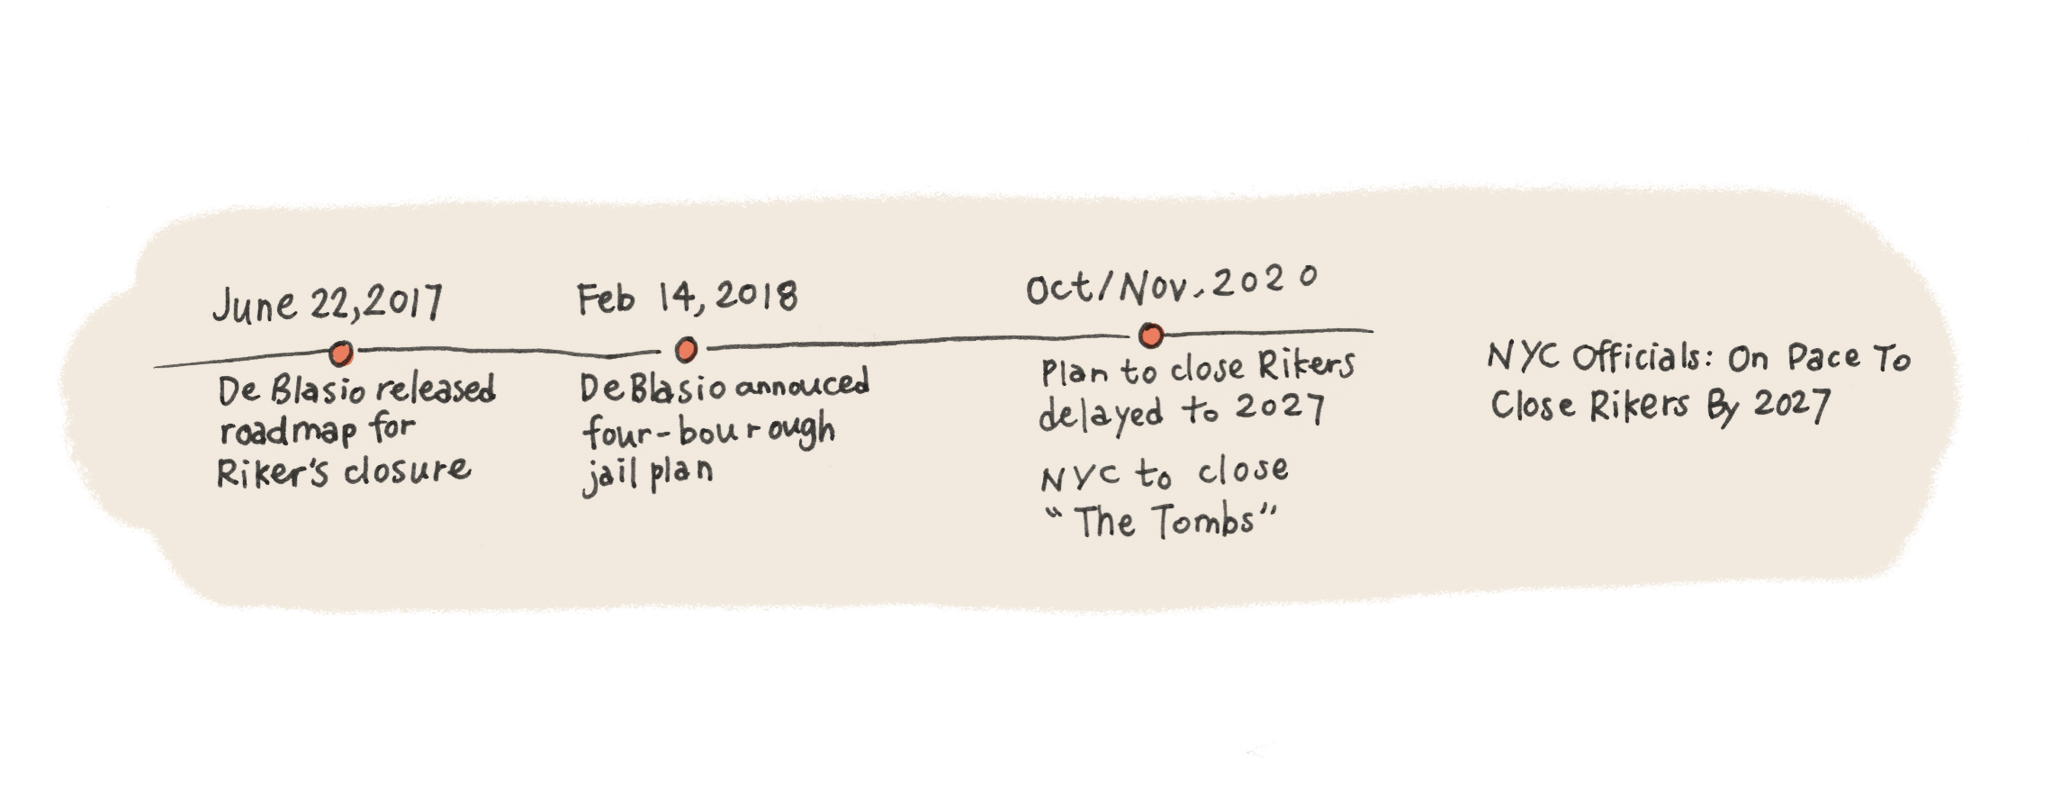 June 22, 2017
De Blasio released
roadmap for
Riker's closure
Feb 14, 2018
De Blasio annouced
four-bourough
jail plan
Oct/Nov. 2020
Plan to close Rikers
delayed to 2027
NYC to close
"The Tombs"
NYC Officials: On Pace To
Close Rikers By 2027